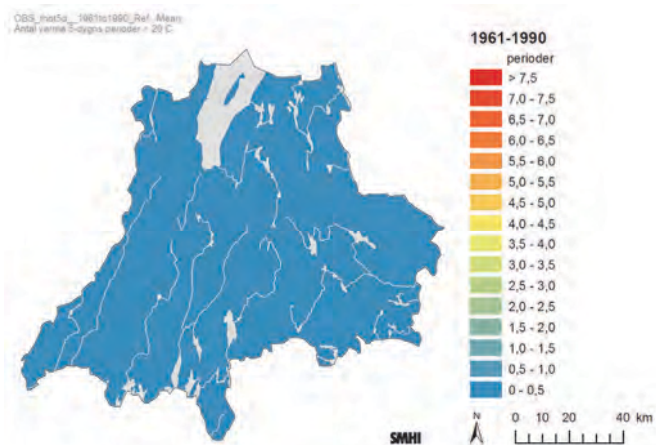 OBS_hwx5d__1961to1990_Ref_-Mean:
Antal varma 5-dygns perioder > 20 C
1961-1990
perioder
> 7,5
7,0 - 7,5
6,5 - 7,0
6,0 - 6,5
5,5 - 6,0
5,0 - 5,5
4,5 - 5,0
4,0 - 4,5
3,5 - 4,0
3,0 - 3,5
2,5 - 3,0
2,0 - 2,5
1,5 - 2,0
1,0 - 1,5
0,5 - 1,0
0 - 0,5
SMHI
N
0 10 20 40 km